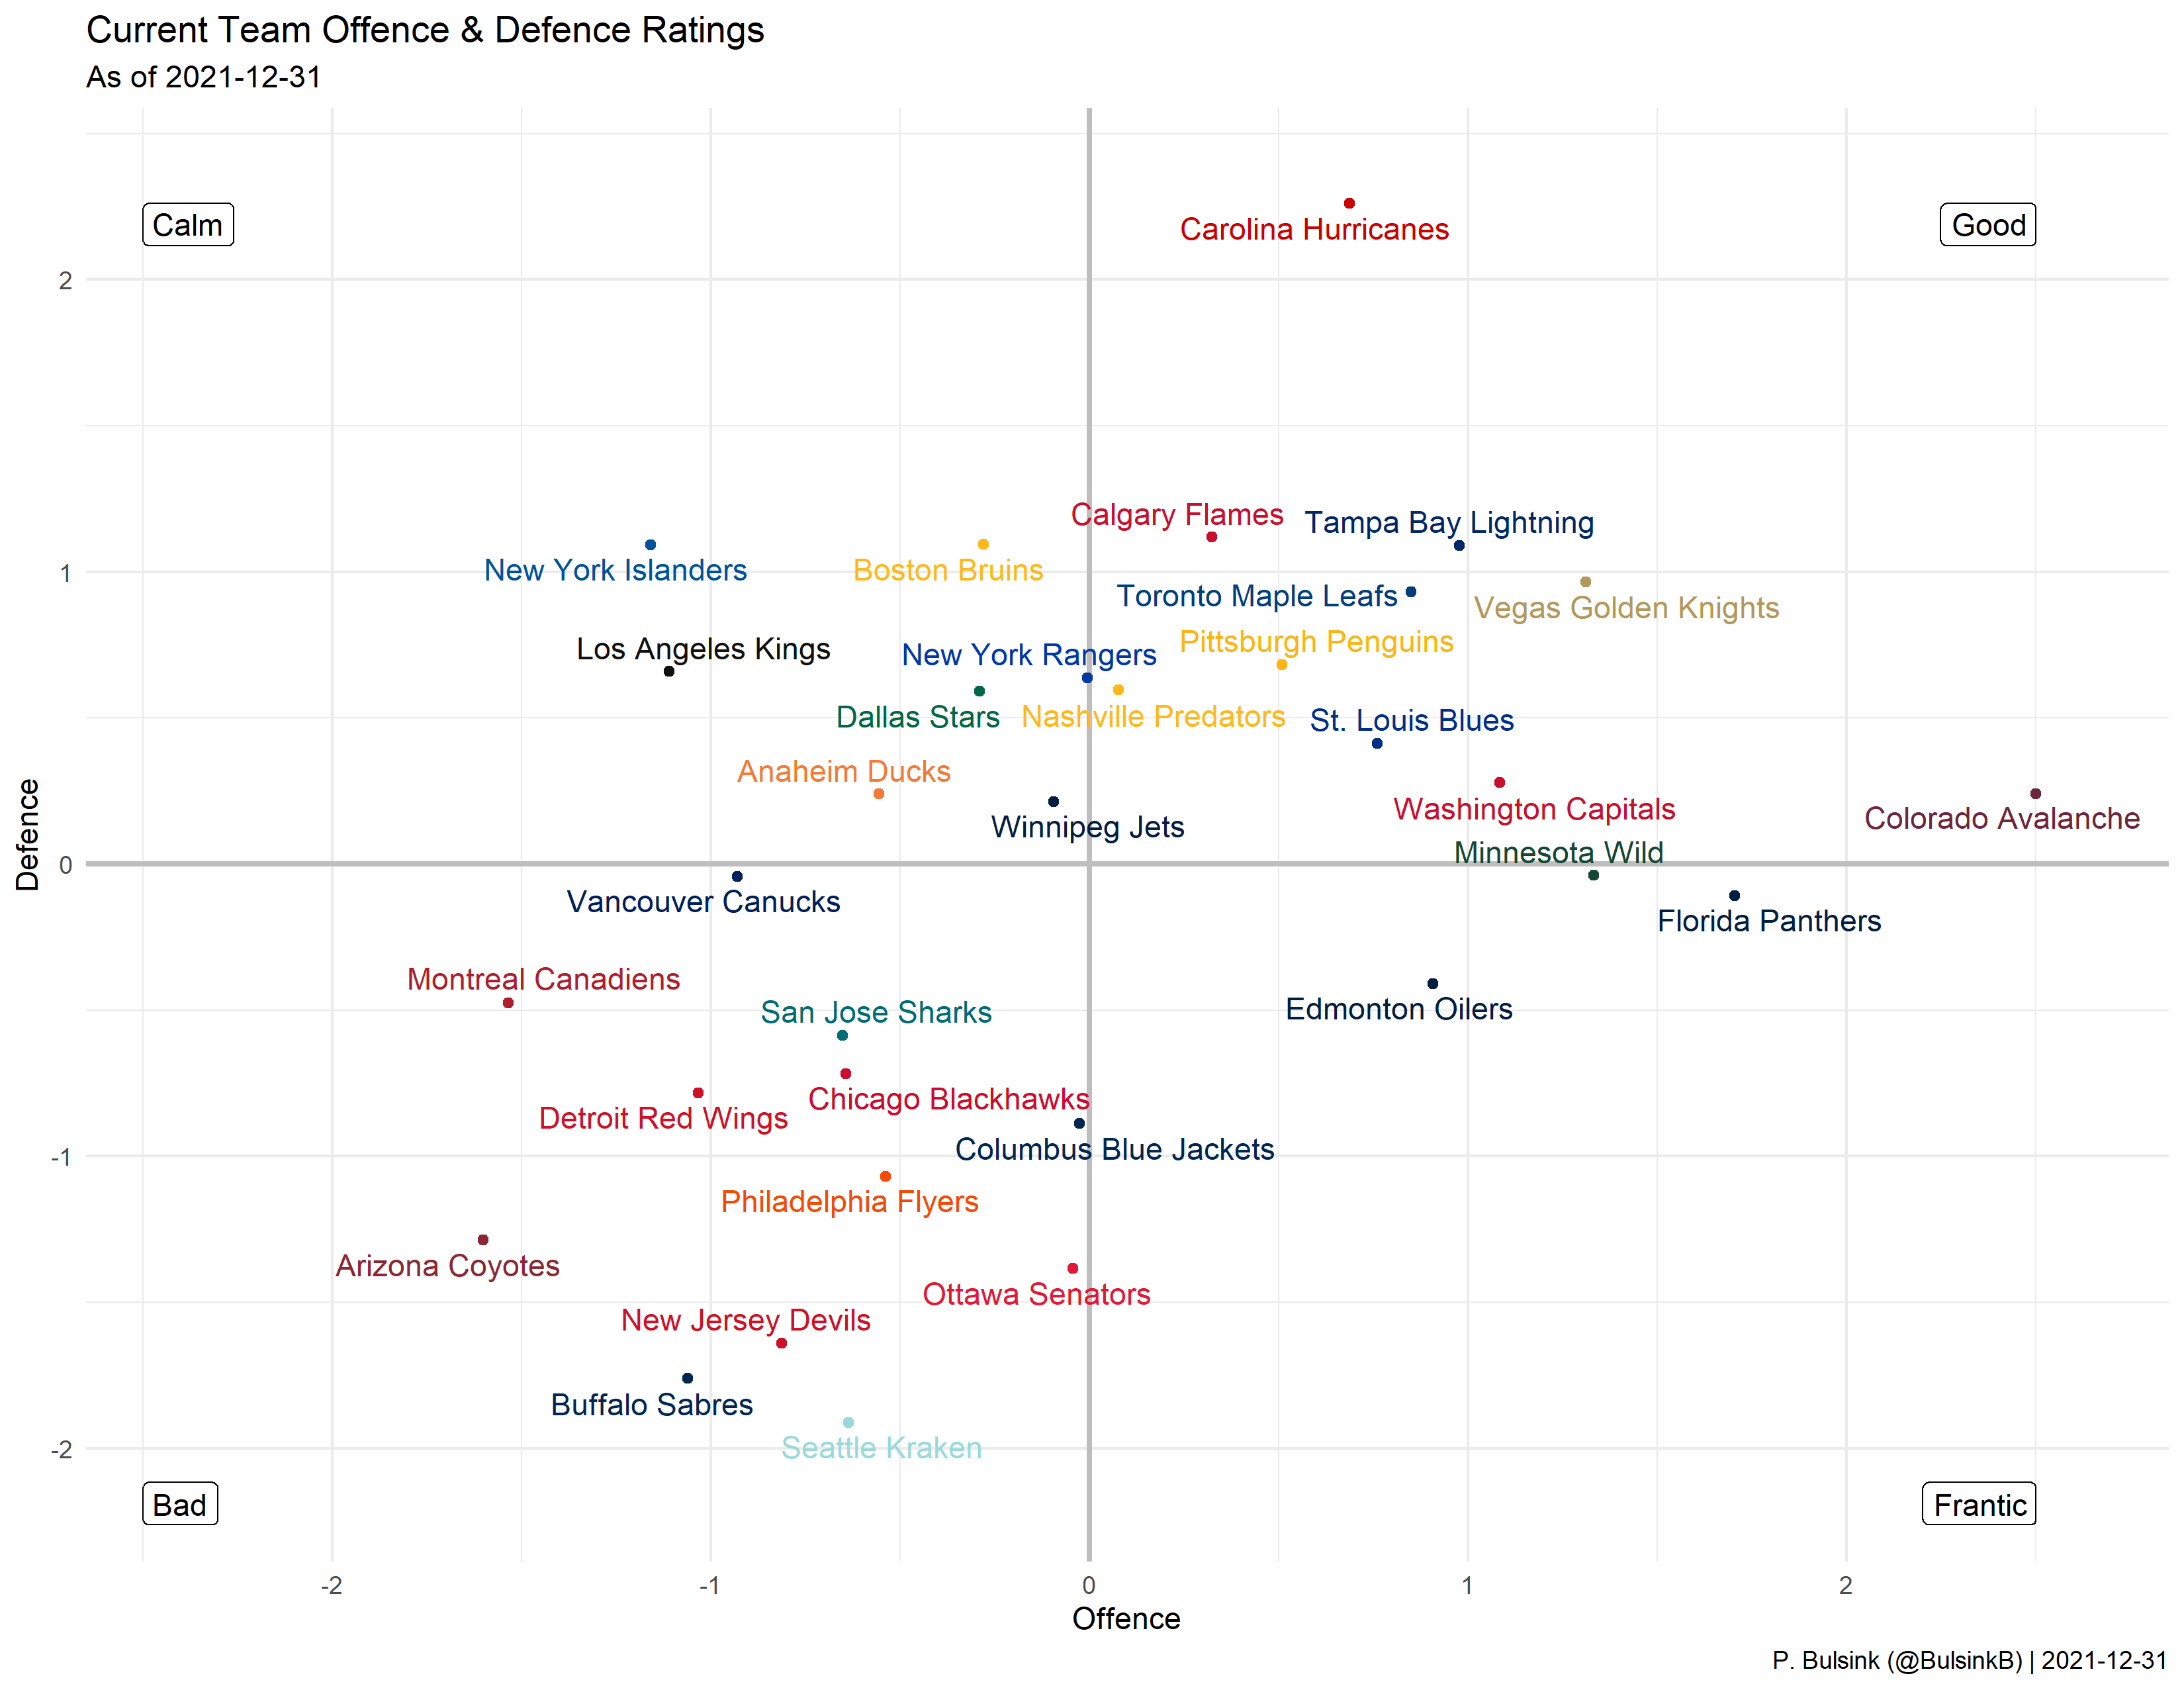 Current Team Offence & Defence Ratings
As of 2021-12-31
Calm
Good
Carolina Hurricanes
2
Calgary Flames
Tampa Bay Lightning
New York Islanders
Boston Bruins
1
Toronto Maple Leafs
Vegas Golden Knights
Los Angeles Kings
New York Rangers
Pittsburgh Penguins
Dallas Stars
Nashville Predators
St. Louis Blues
Anaheim Ducks
Winnipeg Jets
Washington Capitals
Colorado Avalanche
Defence
0
Minnesota Wild
Vancouver Canucks
Florida Panthers
Montreal Canadiens
San Jose Sharks
Edmonton Oilers
Detroit Red Wings
Chicago Blackhawks
Columbus Blue Jackets
-1
Philadelphia Flyers
Arizona Coyotes
Ottawa Senators
New Jersey Devils
Buffalo Sabres
Seattle Kraken
-2
Bad
Frantic
-2
-1
0
1
2
Offence
P. Bulsink (@BulsinkB) | 2021-12-31